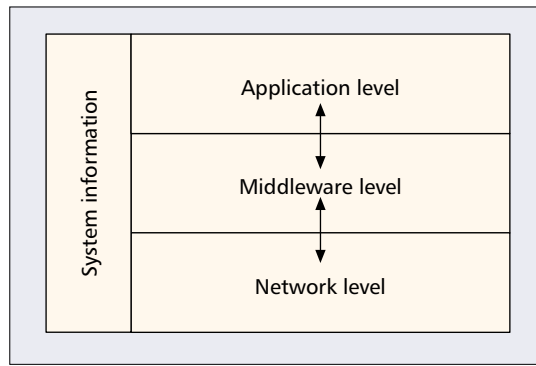 System information
Application level
Middleware level
Network level